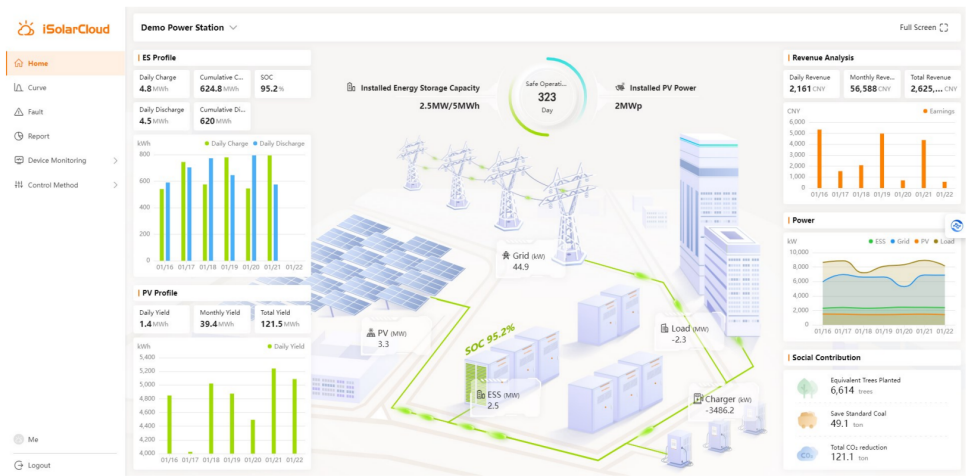 iSolarCloud
Home
Curve
Fault
Report
Device Monitoring
Control Method
Me
Logout
Demo Power Station
Full Screen
ES Profile
Daily Charge
4.8 MWh
Cumulative C...
624.8 MWh
SOC
95.2 %
Daily Discharge
4.5 MWh
Cumulative Di...
620 MWh
kWh
Daily Charge
Daily Discharge
800
600
400
200
0
01/16 01/17 01/18 01/19 01/20 01/21 01/22
PV Profile
Daily Yield
1.4 MWh
Monthly Yield
39.4 MWh
Total Yield
121.5 MWh
kWh
Daily Yield
5,400
5,200
5,000
4,800
4,600
4,400
4,200
4,000
01/16 01/17 01/18 01/19 01/20 01/21 01/22
Installed Energy Storage Capacity
2.5MW/5MWh
Safe Operati...
323
Day
Installed PV Power
2MWp
Grid (kW)
44.9
PV (MW)
3.3
SOC 95.2%
Load (MW)
-2.3
ESS (MW)
2.5
Charger (kW)
-3486.2
Revenue Analysis
Daily Revenue
2,161 CNY
Monthly Reve...
56,588 CNY
Total Revenue
2,625,... CNY
CNY
Earnings
6,000
5,000
4,000
3,000
2,000
1,000
0
01/16 01/17 01/18 01/19 01/20 01/21 01/22
Power
kW
ESS
Grid
PV
Load
10,000
8,000
6,000
4,000
2,000
0
01/16 01/17 01/18 01/19 01/20 01/21 01/22
Social Contribution
Equivalent Trees Planted
6,614 trees
Save Standard Coal
49.1 ton
CO₂
Total CO₂ reduction
121.1 ton